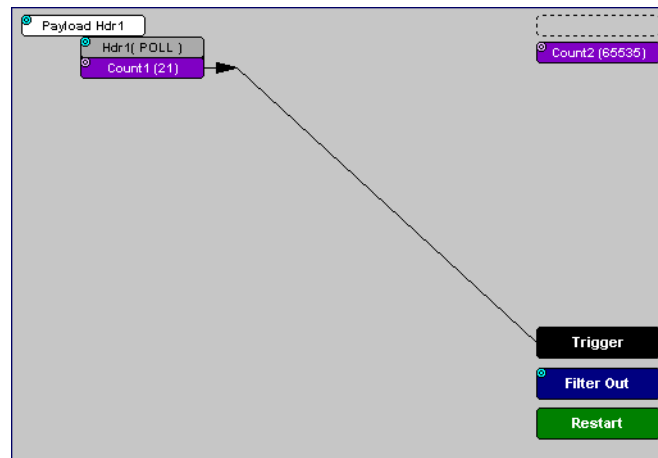 Payload Hdr1
Hdr1( POLL )
Count1 (21)
Count2 (65535)
Trigger
Filter Out
Restart